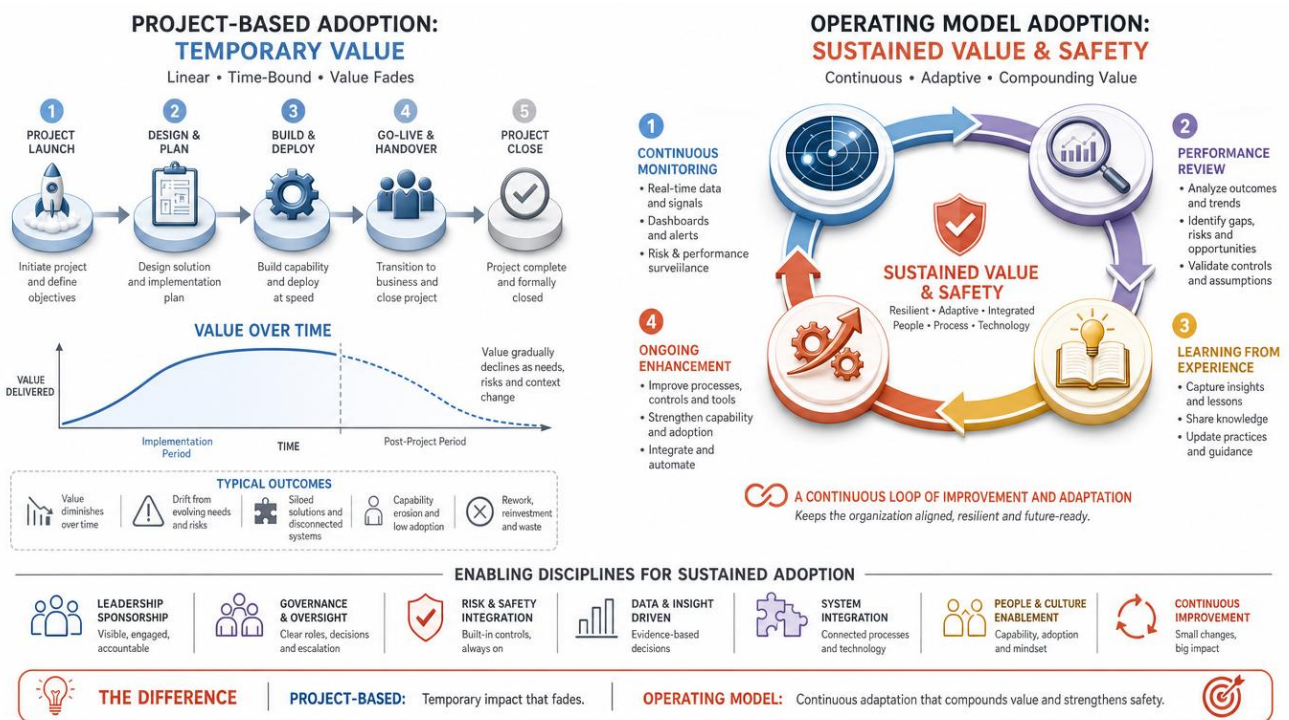 PROJECT-BASED ADOPTION:
TEMPORARY VALUE
Linear • Time-Bound • Value Fades
1
PROJECT
LAUNCH
Initiate project
and define
objectives
2
DESIGN &
PLAN
Design solution
and implementation
plan
3
BUILD &
DEPLOY
Build capability
and deploy
at speed
4
GO-LIVE &
HANDOVER
Transition to
business and
close project
5
PROJECT
CLOSE
Project complete
and formally
closed
VALUE OVER TIME
VALUE
DELIVERED
Value gradually
declines as needs,
risks and context
change
Implementation
Period
TIME
Post-Project Period
TYPICAL OUTCOMES
Value
diminishes
over time
Drift from
evolving needs
and risks
Siloed
solutions and
disconnected
systems
Capability
erosion and
low adoption
Rework,
reinvestment
and waste
OPERATING MODEL ADOPTION:
SUSTAINED VALUE & SAFETY
Continuous • Adaptive • Compounding Value
1
CONTINUOUS
MONITORING
• Real-time data
and signals
• Dashboards
and alerts
• Risk & performance
surveillance
2
PERFORMANCE
REVIEW
• Analyze outcomes
and trends
• Identify gaps,
risks and
opportunities
• Validate controls
and assumptions
SUSTAINED VALUE
& SAFETY
Resilient • Adaptive • Integrated
People • Process • Technology
3
LEARNING FROM
EXPERIENCE
• Capture insights
and lessons
• Share knowledge
• Update practices
and guidance
4
ONGOING
ENHANCEMENT
• Improve processes,
controls and tools
• Strengthen capability
and adoption
• Integrate and
automate
A CONTINUOUS LOOP OF IMPROVEMENT AND ADAPTATION
Keeps the organization aligned, resilient and future-ready.
ENABLING DISCIPLINES FOR SUSTAINED ADOPTION
LEADERSHIP
SPONSORSHIP
Visible, engaged,
accountable
GOVERNANCE
& OVERSIGHT
Clear roles, decisions
and escalation
RISK & SAFETY
INTEGRATION
Built-in controls,
always on
DATA & INSIGHT
DRIVEN
Evidence-based
decisions
SYSTEM
INTEGRATION
Connected processes
and technology
PEOPLE & CULTURE
ENABLEMENT
Capability, adoption
and mindset
CONTINUOUS
IMPROVEMENT
Small changes,
big impact
THE DIFFERENCE
PROJECT-BASED: Temporary impact that fades.
OPERATING MODEL: Continuous adaptation that compounds value and strengthens safety.